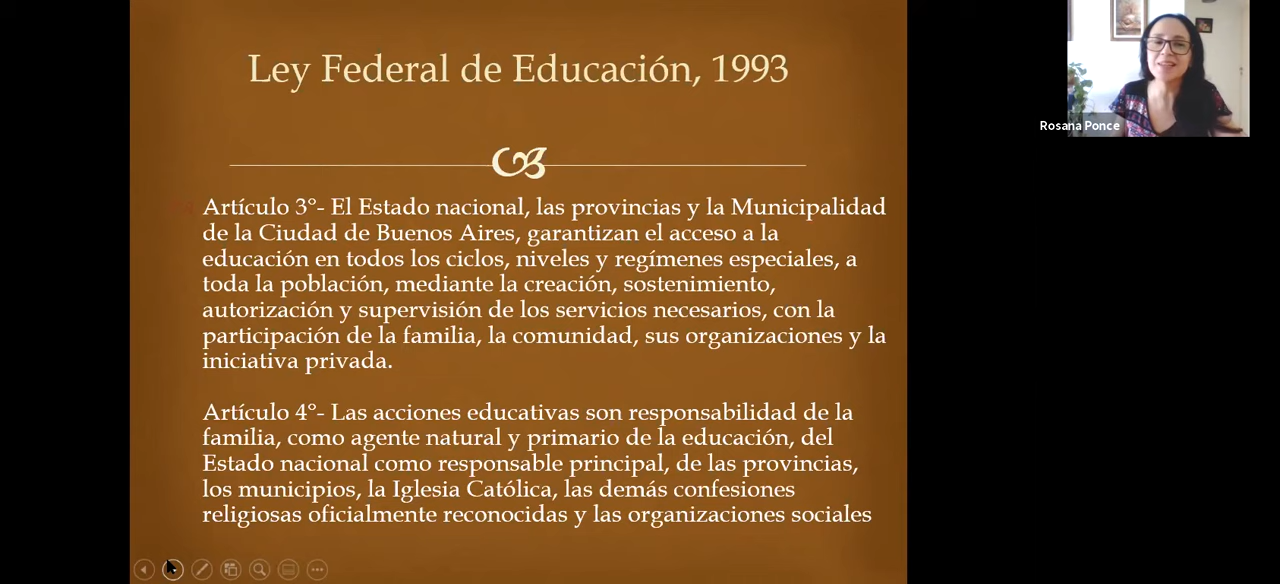 Ley Federal de Educación, 1993
Rosana Ponce
Artículo 3º- El Estado nacional, las provincias y la Municipalidad
de la Ciudad de Buenos Aires, garantizan el acceso a la
educación en todos los ciclos, niveles y regímenes especiales, a
toda la población, mediante la creación, sostenimiento,
autorización y supervisión de los servicios necesarios, con la
participación de la familia, la comunidad, sus organizaciones y la
iniciativa privada.
Artículo 4º- Las acciones educativas son responsabilidad de la
familia, como agente natural y primario de la educación, del
Estado nacional como responsable principal, de las provincias,
los municipios, la Iglesia Católica, las demás confesiones
religiosas oficialmente reconocidas y las organizaciones sociales